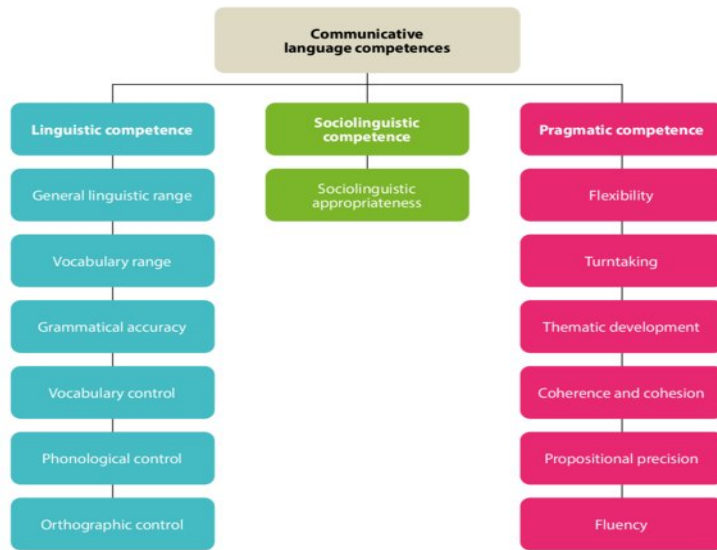 Communicative
language competences
Linguistic competence
General linguistic range
Vocabulary range
Grammatical accuracy
Vocabulary control
Phonological control
Orthographic control
Sociolinguistic
competence
Sociolinguistic
appropriateness
Pragmatic competence
Flexibility
Turntaking
Thematic development
Coherence and cohesion
Propositional precision
Fluency